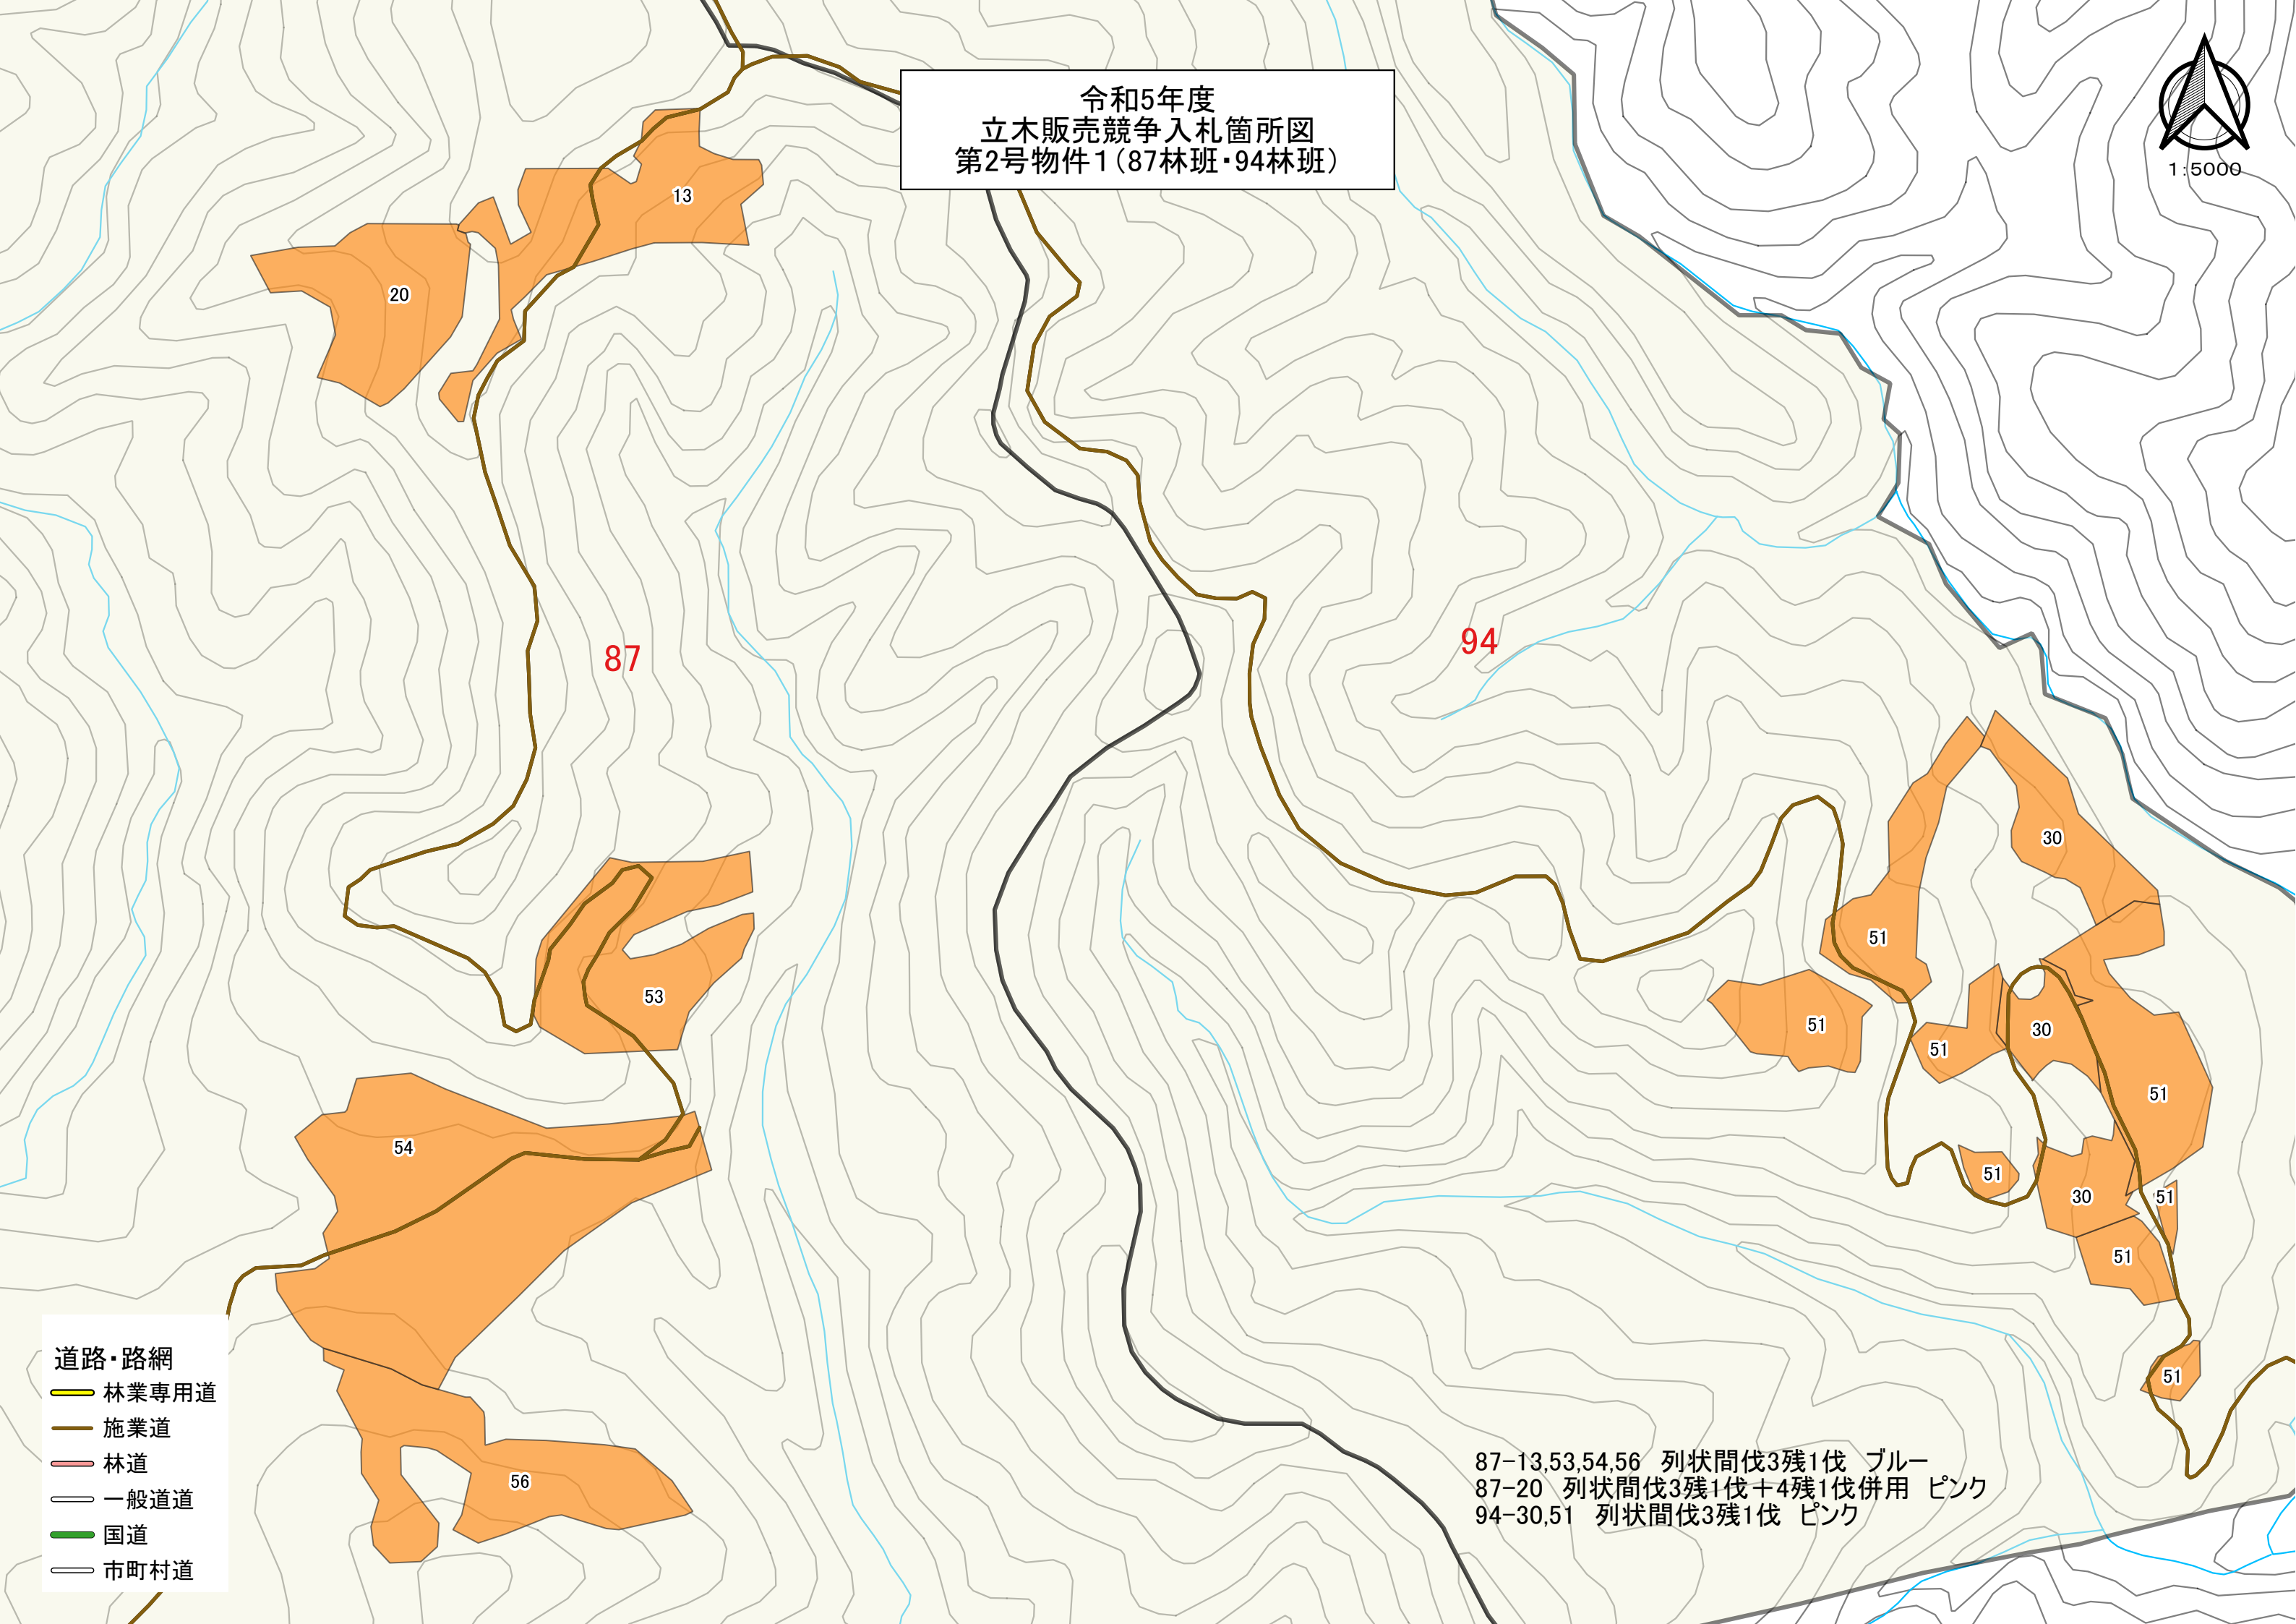 令和5年度
立木販売競争入札箇所図
第2号物件１（87林班・94林班）
1:5000
13
20
87
94
30
51
53
51
51
30
51
54
51
30
51
51
51
56
道路・路網
林業専用道
施業道
林道
一般道道
国道
市町村道
87-13,53,54,56　列状間伐3残1伐　ブルー
87-20　列状間伐3残1伐＋4残1伐併用　ピンク
94-30,51　列状間伐3残1伐　ピンク